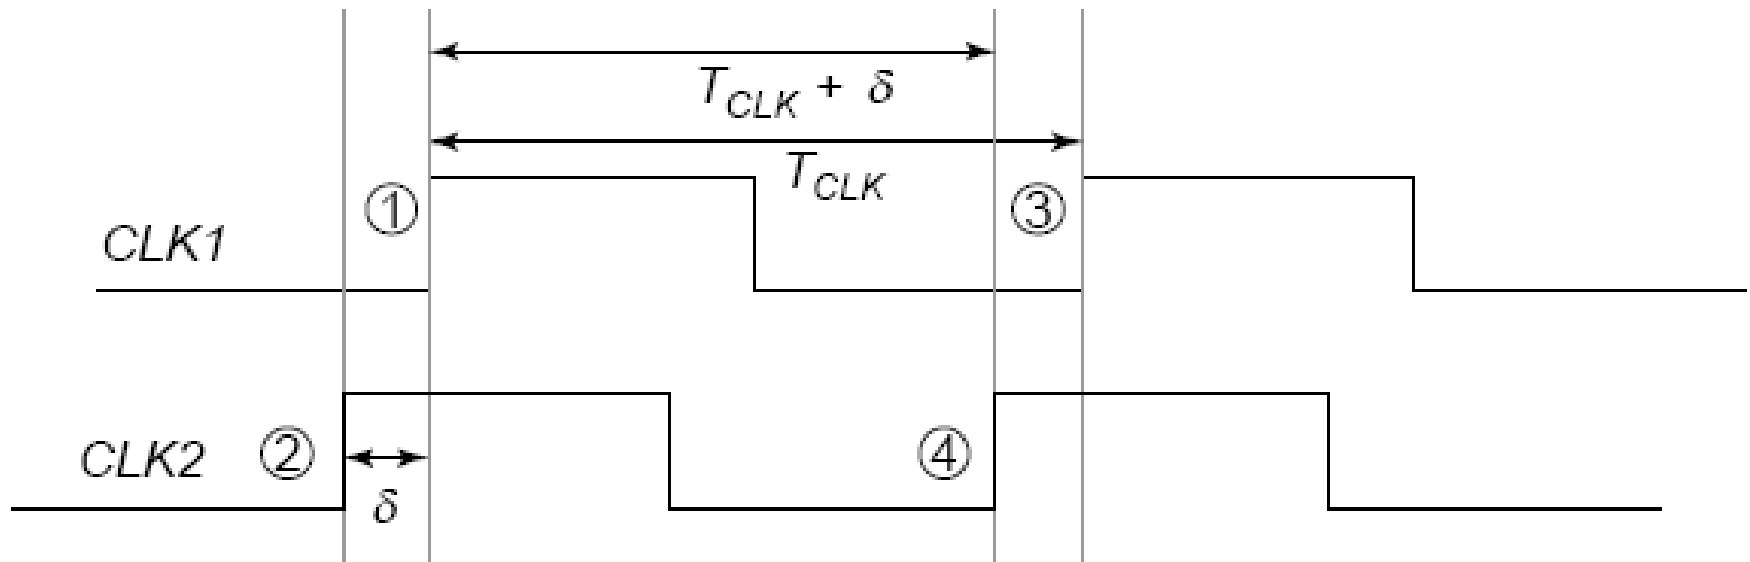 T_CLK + δ
T_CLK
① ③
CLK1
CLK2 ② ④
δ